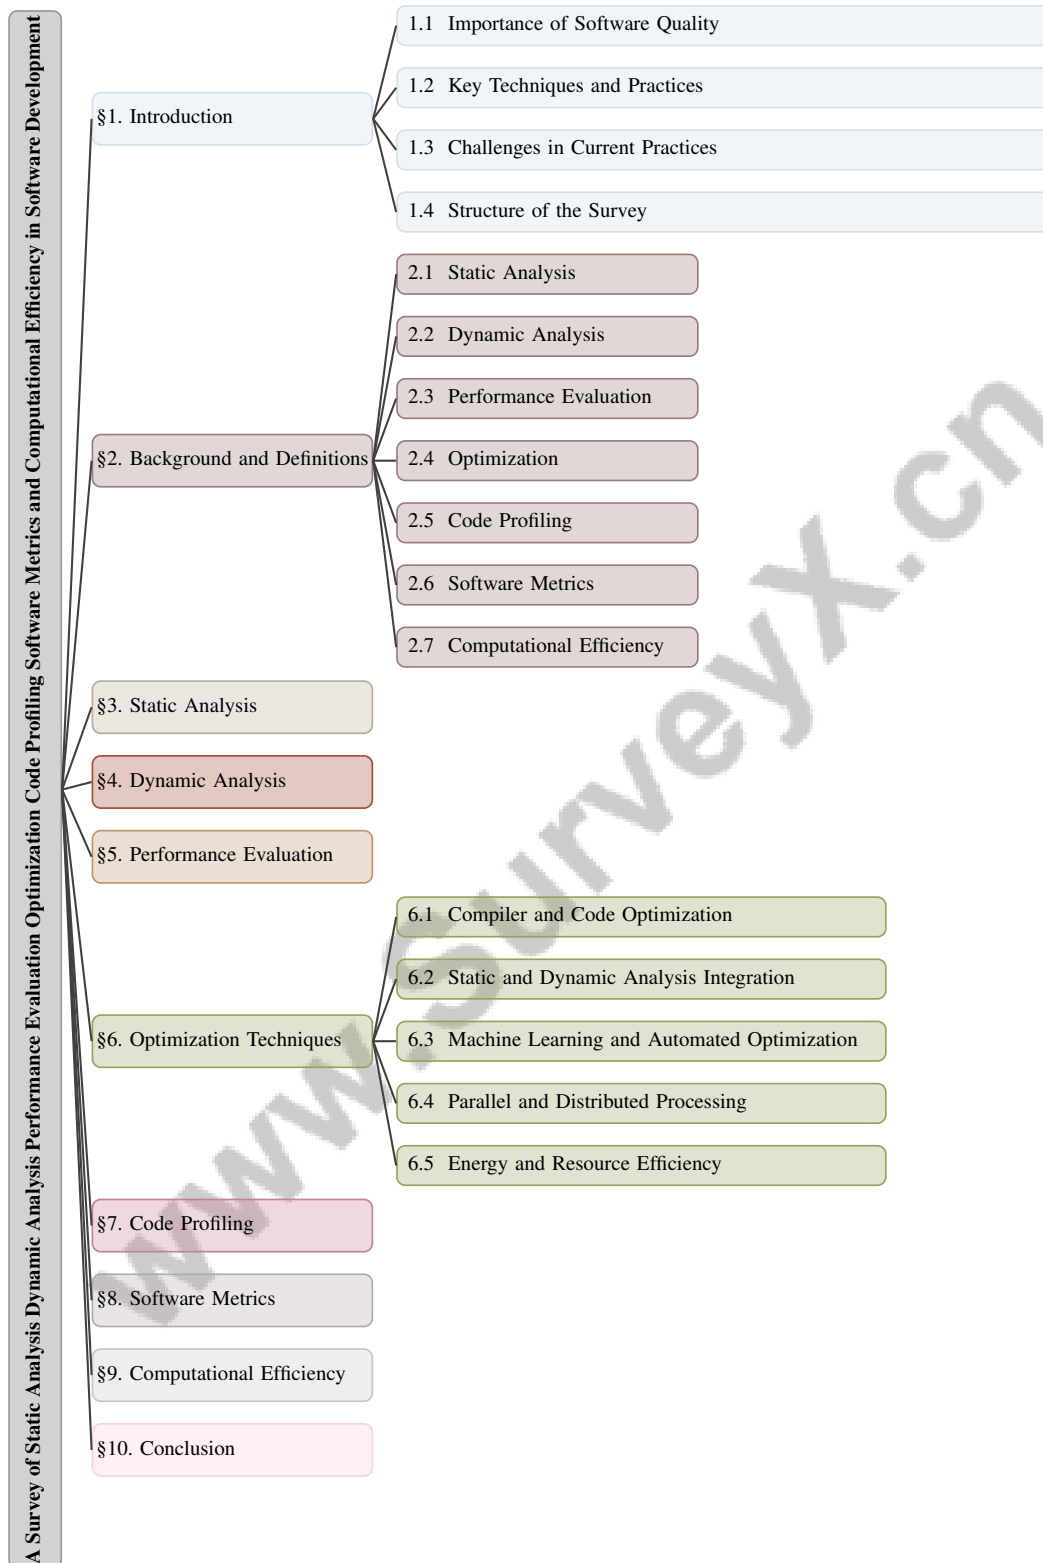 A Survey of Static Analysis Dynamic Analysis Performance Evaluation Optimization Code Profiling Software Metrics and Computational Efficiency in Software Development
§1. Introduction
1.1 Importance of Software Quality
1.2 Key Techniques and Practices
1.3 Challenges in Current Practices
1.4 Structure of the Survey
§2. Background and Definitions
2.1 Static Analysis
2.2 Dynamic Analysis
2.3 Performance Evaluation
2.4 Optimization
2.5 Code Profiling
2.6 Software Metrics
2.7 Computational Efficiency
§3. Static Analysis
§4. Dynamic Analysis
§5. Performance Evaluation
§6. Optimization Techniques
6.1 Compiler and Code Optimization
6.2 Static and Dynamic Analysis Integration
6.3 Machine Learning and Automated Optimization
6.4 Parallel and Distributed Processing
6.5 Energy and Resource Efficiency
§7. Code Profiling
§8. Software Metrics
§9. Computational Efficiency
§10. Conclusion
www.SurveyX.cn